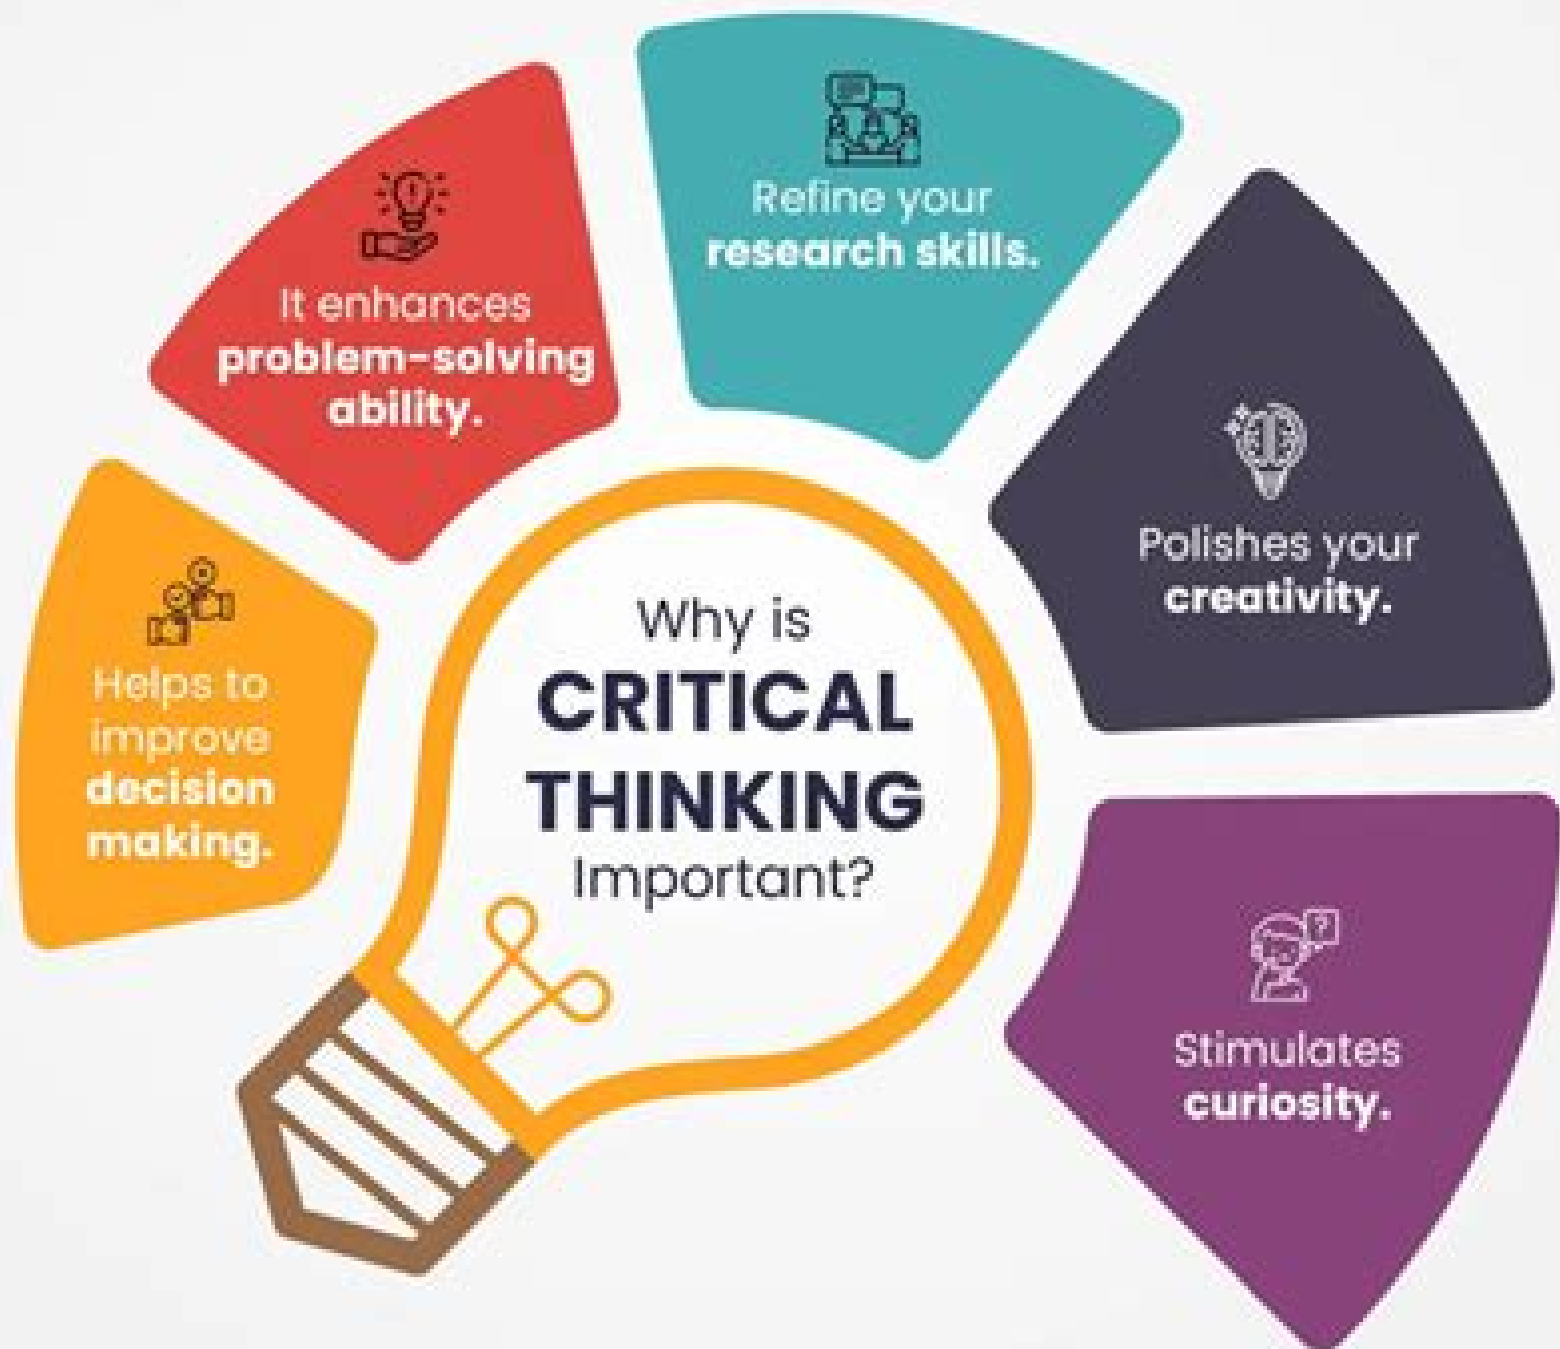 Why is
CRITICAL
THINKING
Important?
Helps to
improve
decision
making.
It enhances
problem-solving
ability.
Refine your
research skills.
Polishes your
creativity.
Stimulates
curiosity.